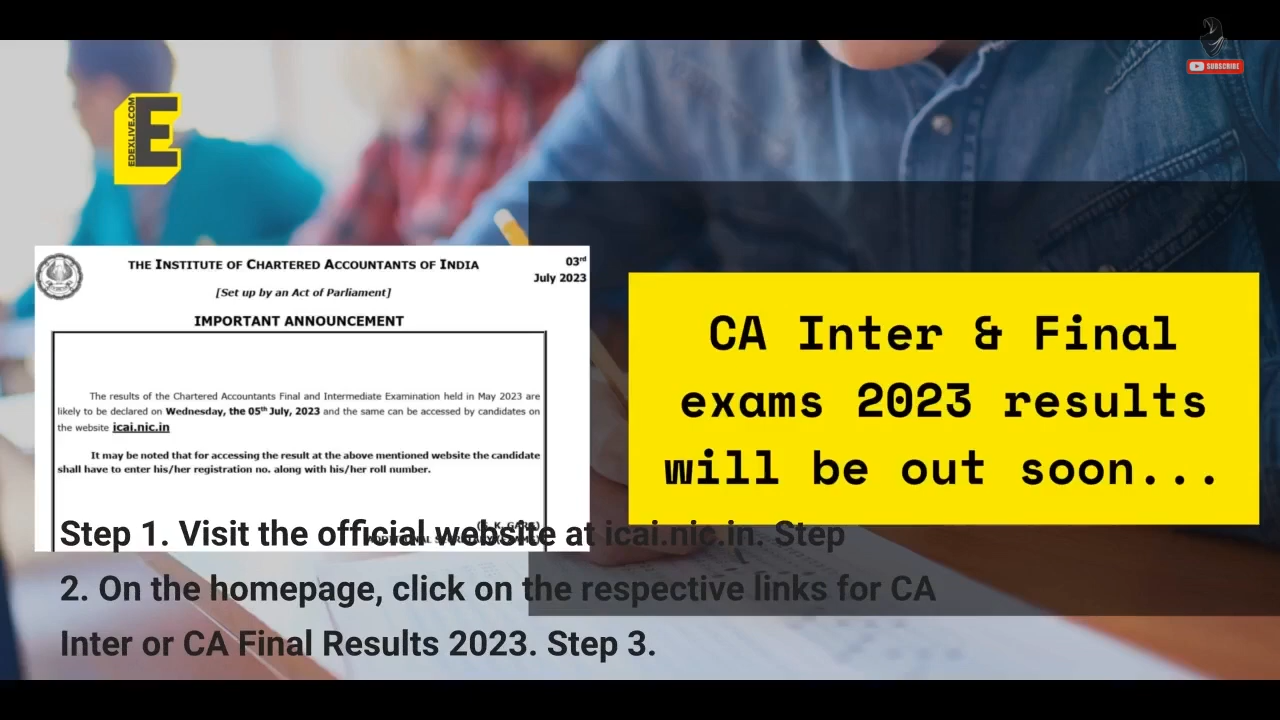 SUBSCRIBE
EDEXLIVE.COM
E
THE INSTITUTE OF CHARTERED ACCOUNTANTS OF INDIA
03rd
July 2023
[Set up by an Act of Parliament]
IMPORTANT ANNOUNCEMENT
The results of the Chartered Accountants Final and Intermediate Examination held in May 2023 are
likely to be declared on Wednesday, the 05th July, 2023 and the same can be accessed by candidates on
the website icai.nic.in
It may be noted that for accessing the result at the above mentioned website the candidate
shall have to enter his/her registration no. along with his/her roll number.
CA Inter & Final
exams 2023 results
will be out soon...
Step 1. Visit the official website at icai.nic.in. Step
2. On the homepage, click on the respective links for CA
Inter or CA Final Results 2023. Step 3.